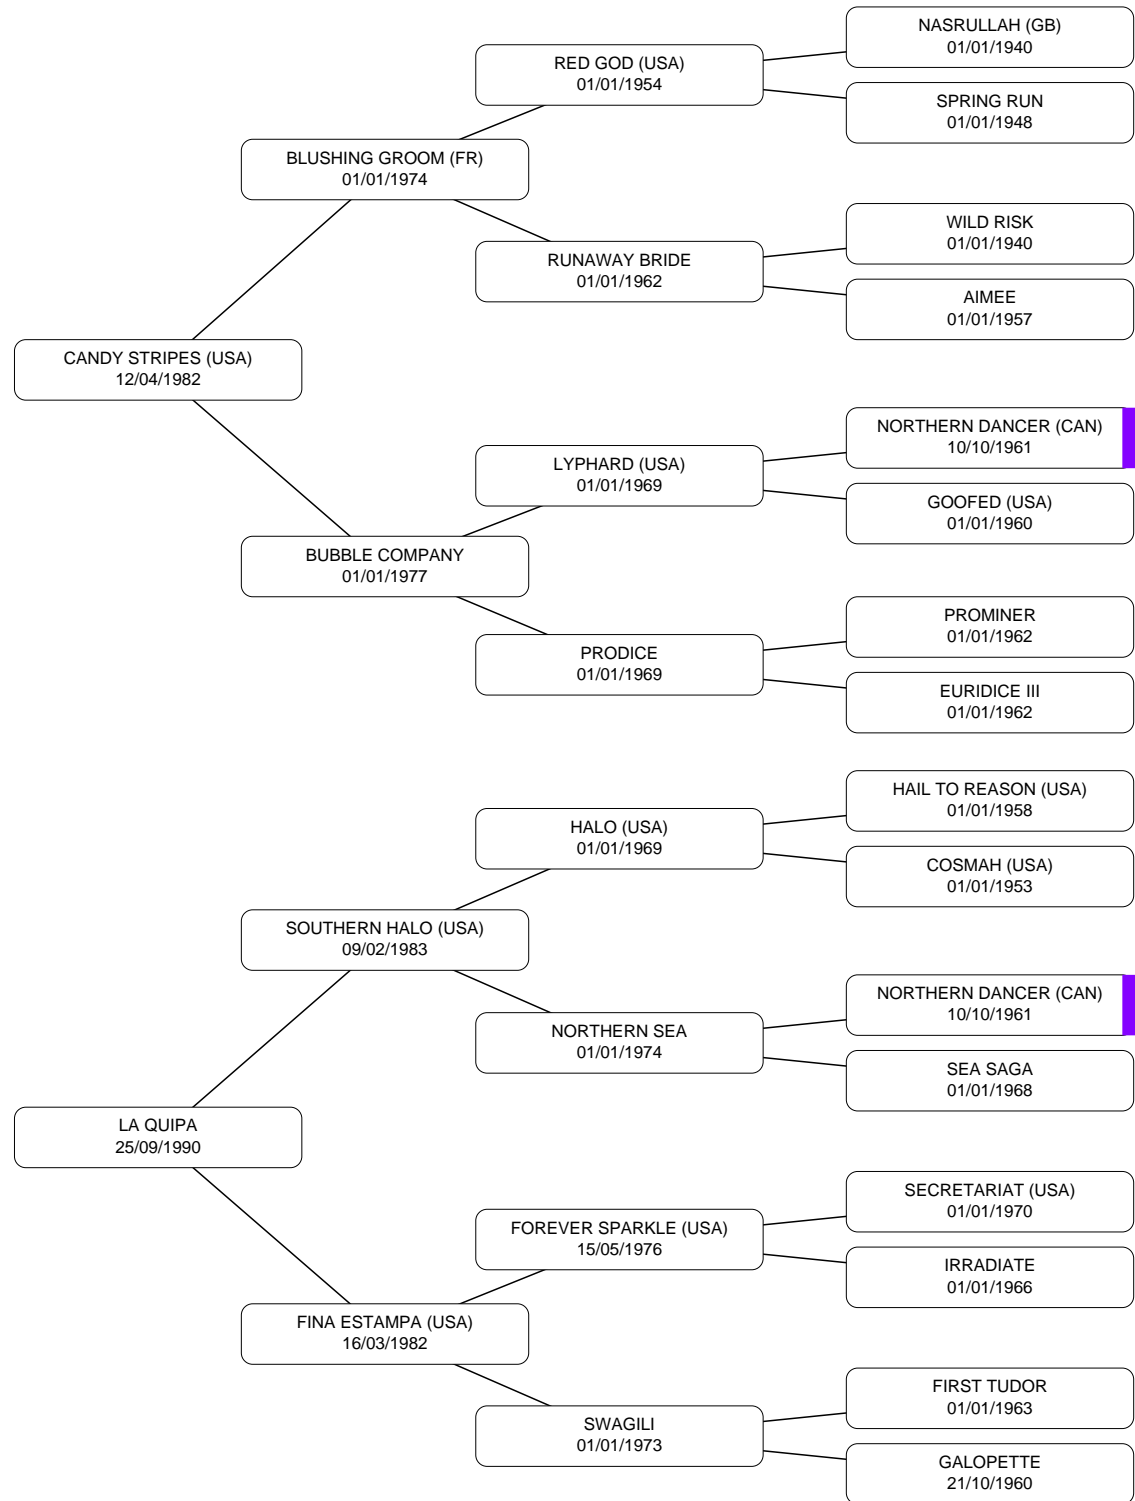 NASRULLAH (GB)
01/01/1940
RED GOD (USA)
01/01/1954
SPRING RUN
01/01/1948
BLUSHING GROOM (FR)
01/01/1974
WILD RISK
01/01/1940
RUNAWAY BRIDE
01/01/1962
AIMEE
01/01/1957
CANDY STRIPES (USA)
12/04/1982
NORTHERN DANCER (CAN)
10/10/1961
LYPHARD (USA)
01/01/1969
GOOFED (USA)
01/01/1960
BUBBLE COMPANY
01/01/1977
PROMINER
01/01/1962
PRODICE
01/01/1969
EURIDICE III
01/01/1962
HAIL TO REASON (USA)
01/01/1958
HALO (USA)
01/01/1969
COSMAH (USA)
01/01/1953
SOUTHERN HALO (USA)
09/02/1983
NORTHERN DANCER (CAN)
10/10/1961
NORTHERN SEA
01/01/1974
SEA SAGA
01/01/1968
LA QUIPA
25/09/1990
SECRETARIAT (USA)
01/01/1970
FOREVER SPARKLE (USA)
15/05/1976
IRRADIATE
01/01/1966
FINA ESTAMPA (USA)
16/03/1982
FIRST TUDOR
01/01/1963
SWAGILI
01/01/1973
GALOPETTE
21/10/1960